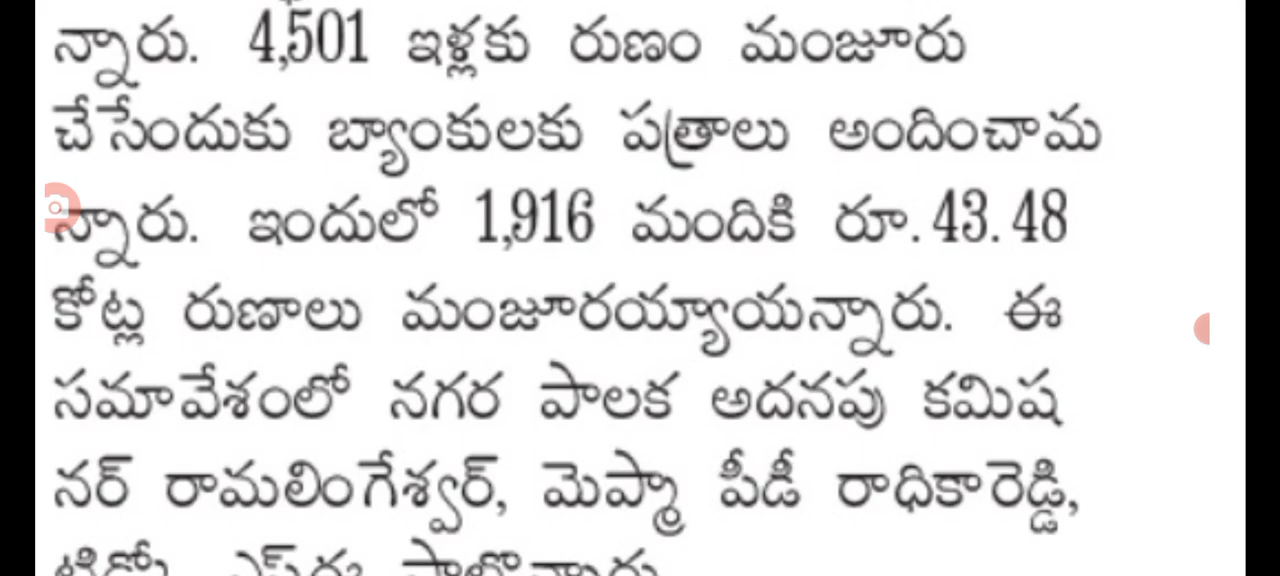 న్నారు. 4,501 ఇళ్లకు రుణం మంజూరు
చేసేందుకు బ్యాంకులకు పత్రాలు అందించామ
న్నారు. ఇందులో 1,916 మందికి రూ.43.48
కోట్ల రుణాలు మంజూరయ్యాయన్నారు. ఈ
సమావేశంలో నగర పాలక అదనపు కమిష
నర్ రామలింగేశ్వర్, మెప్మా పీడీ రాధికారెడ్డి,
టిడ్కో ఎస్ఈ పాల్గొన్నారు